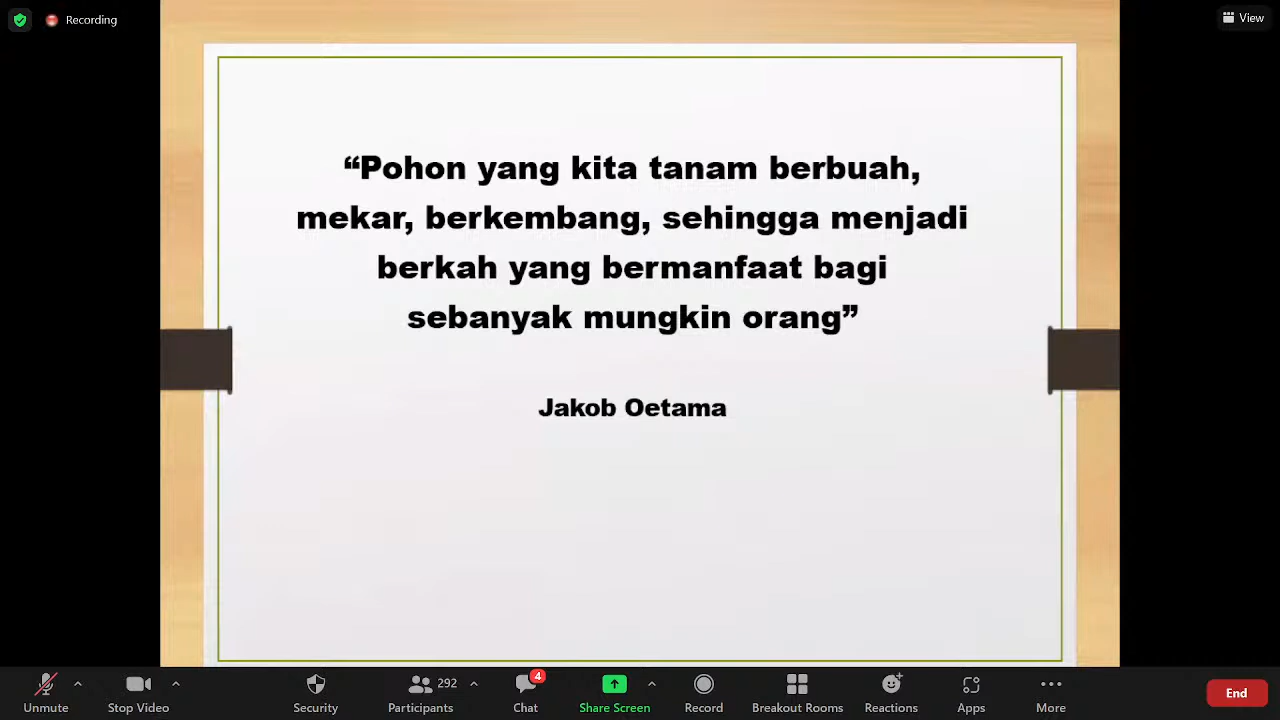 Recording
View
“Pohon yang kita tanam berbuah,
mekar, berkembang, sehingga menjadi
berkah yang bermanfaat bagi
sebanyak mungkin orang”
Jakob Oetama
292
4
Unmute
Stop Video
Security
Participants
Chat
Share Screen
Record
Breakout Rooms
Reactions
Apps
More
End